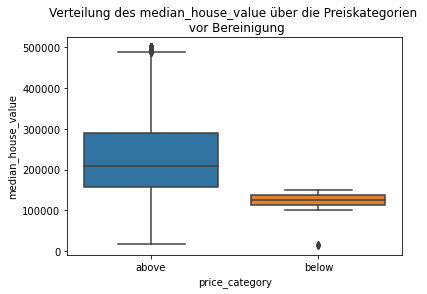 Verteilung des median_house_value über die Preiskategorien
vor Bereinigung
500000
400000
300000
200000
100000
0
median_house_value
above
below
price_category